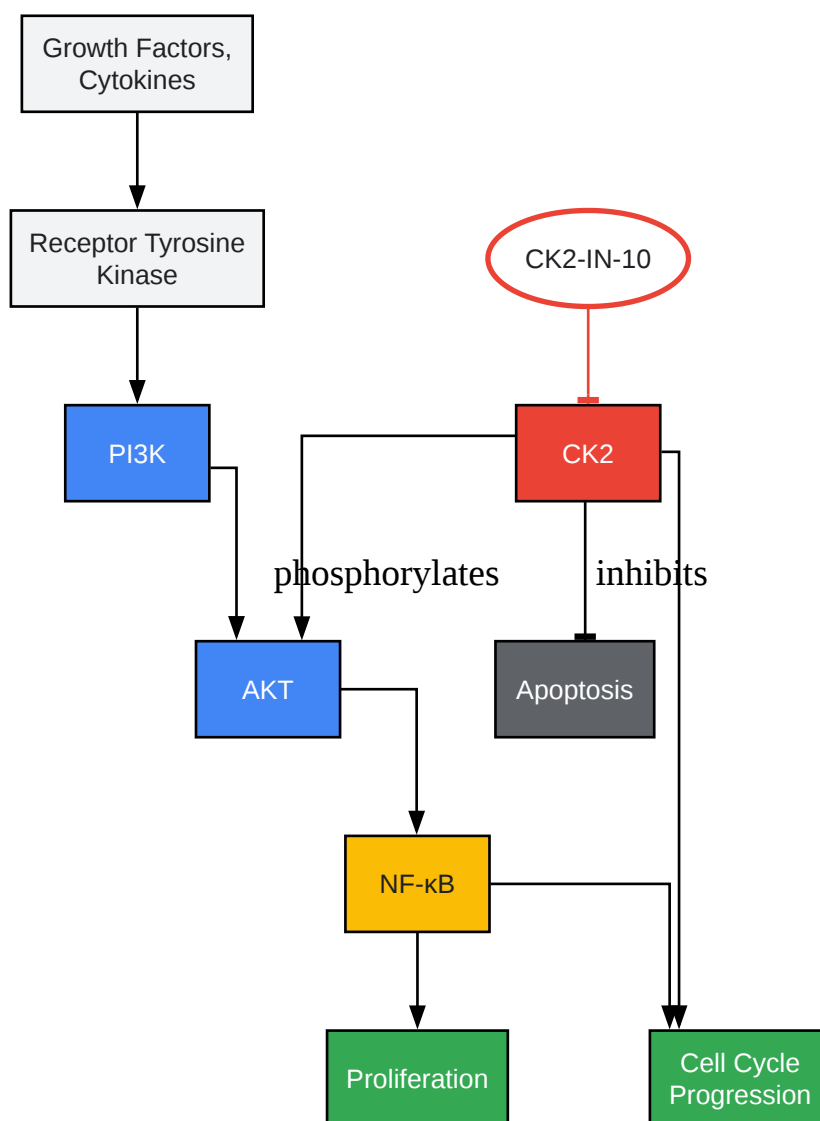 Growth Factors,
Cytokines
Receptor Tyrosine
Kinase
CK2-IN-10
PI3K
CK2
phosphorylates
inhibits
AKT
Apoptosis
NF-κB
Proliferation
Cell Cycle
Progression